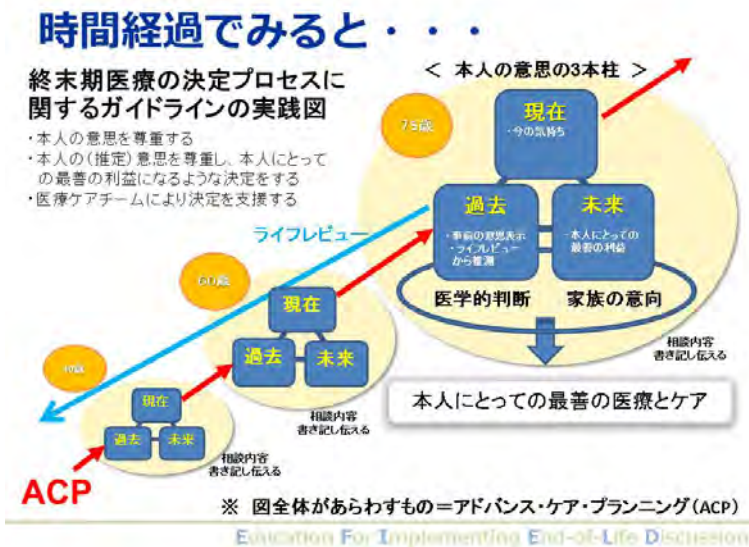 時間経過でみると・・・
終末期医療の決定プロセスに
関するガイドラインの実践図
・本人の意思を尊重する
・本人の(推定)意思を尊重し、本人にとって
の最善の利益になるような決定をする
・医療ケアチームにより決定を支援する
< 本人の意思の3本柱 >
75歳
現在
・今の気持ち
過去
・事前の意思表示
・ライフレビュー
から推測
未来
・本人にとっての
最善の利益
医学的判断
家族の意向
相談内容
書き記し伝える
本人にとっての最善の医療とケア
ライフレビュー
60歳
現在
過去
未来
相談内容
書き記し伝える
現在
過去
未来
相談内容
書き記し伝える
ACP
※ 図全体があらわすもの=アドバンス・ケア・プランニング(ACP)
Education For Implementing End-of-Life Discussion